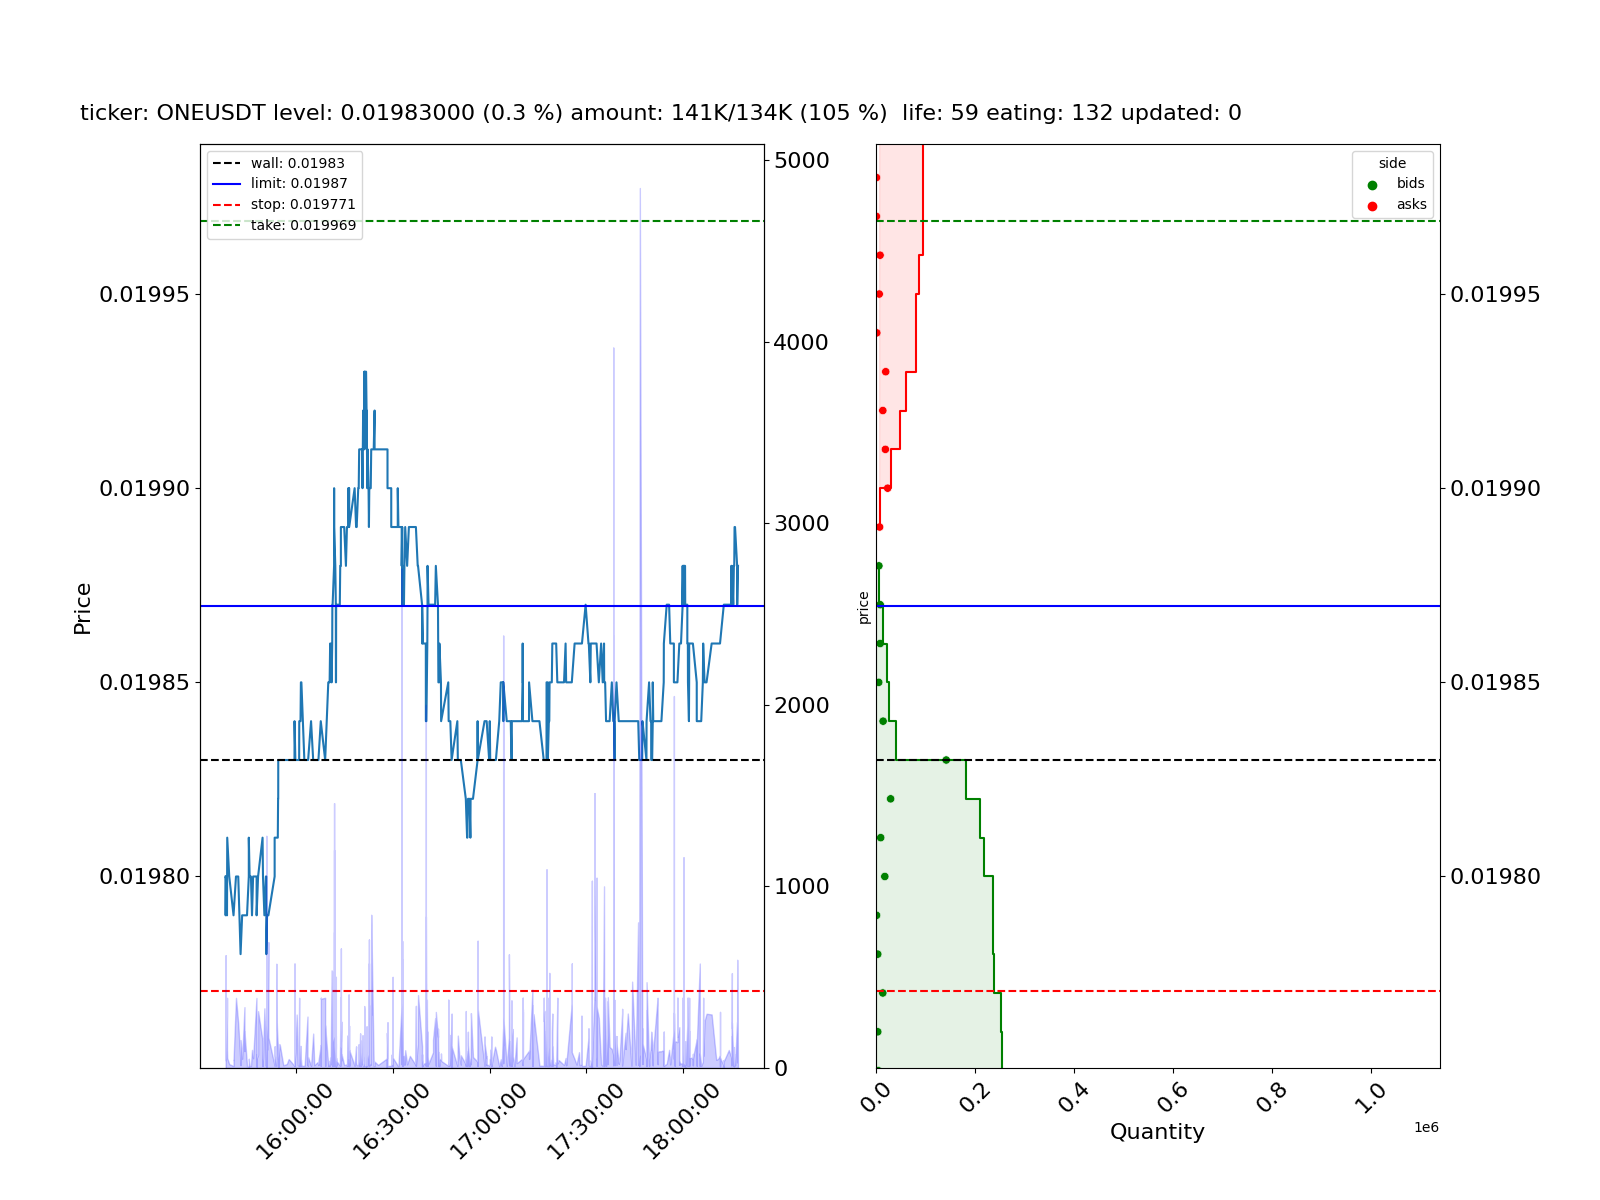 ticker: ONEUSDT level: 0.01983000 (0.3 %) amount: 141K/134K (105 %)  life: 59 eating: 132 updated: 0
wall: 0.01983
limit: 0.01987
stop: 0.019771
take: 0.019969
Price
0.01995
0.01990
0.01985
0.01980
5000
4000
3000
2000
1000
0
16:00:00
16:30:00
17:00:00
17:30:00
18:00:00
side
bids
asks
price
0.01995
0.01990
0.01985
0.01980
0.0
0.2
0.4
0.6
0.8
1.0
1e6
Quantity